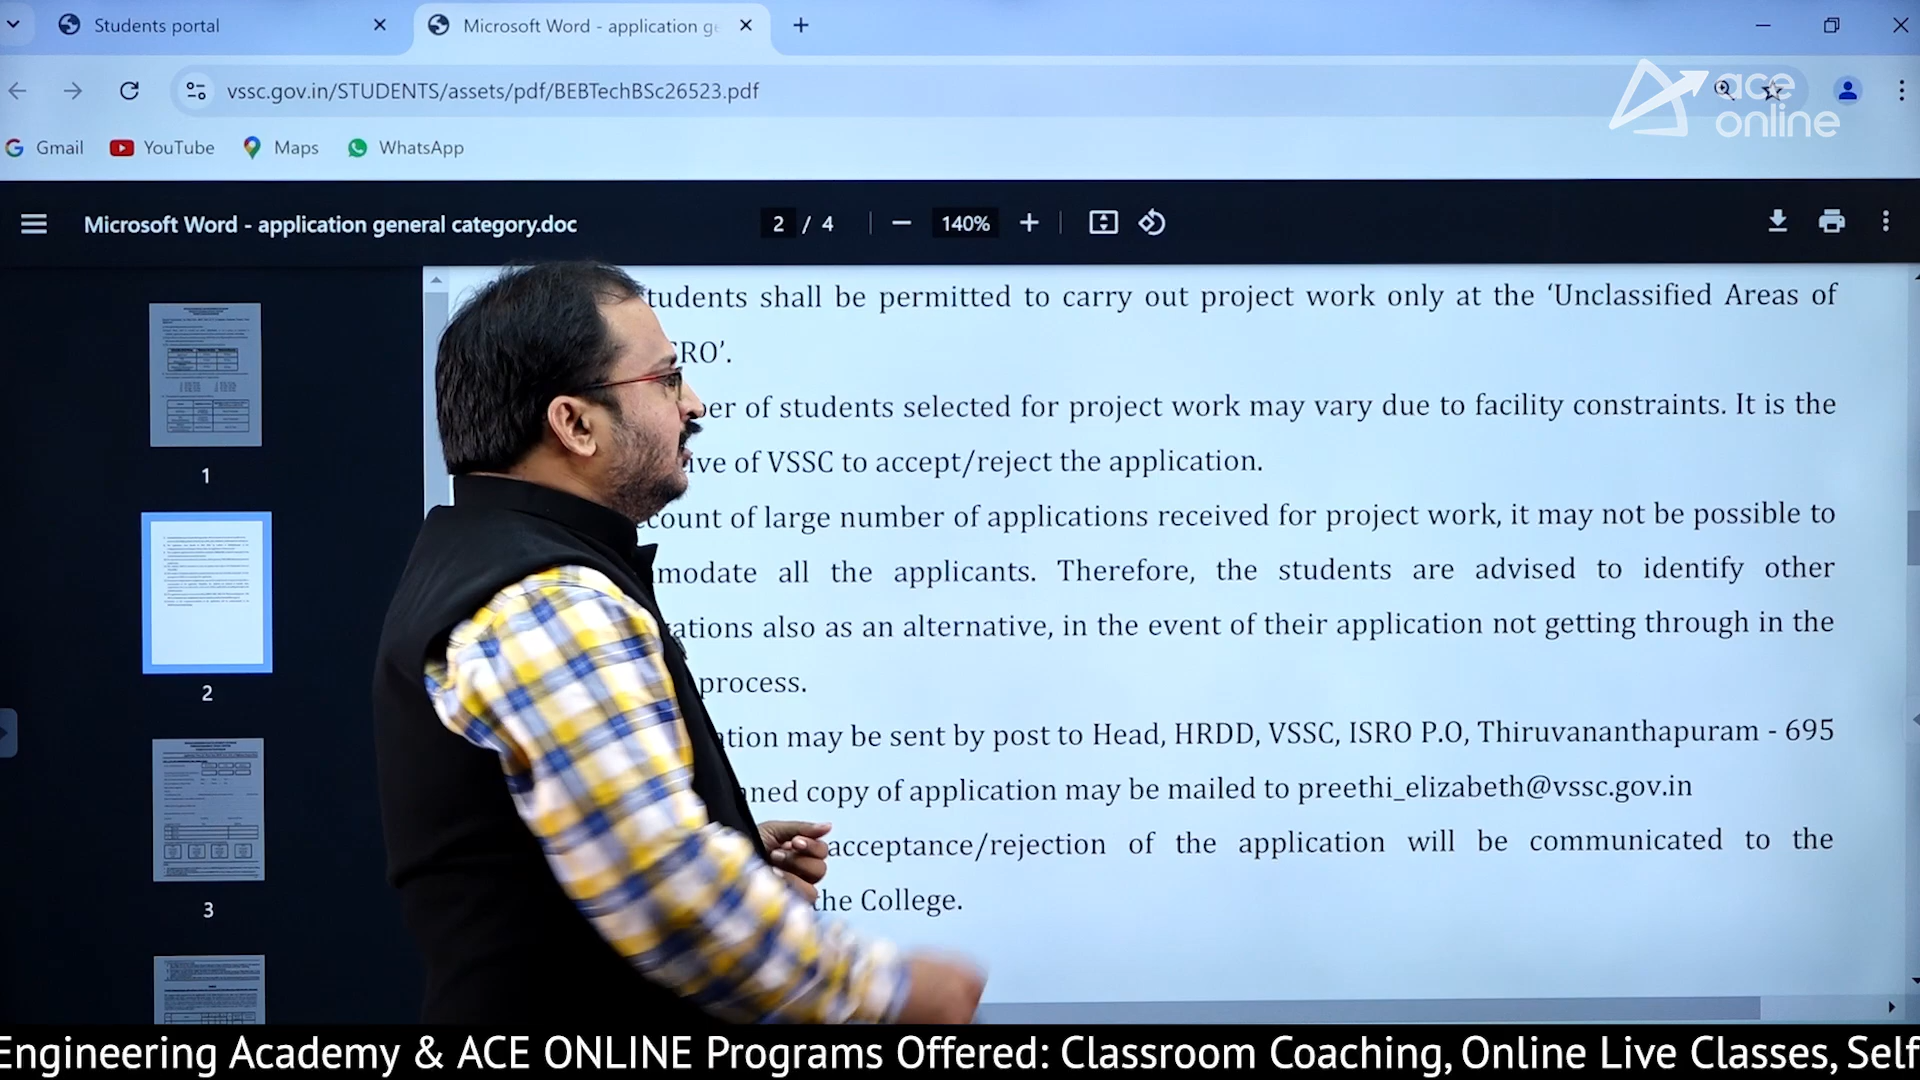 Students portal
Microsoft Word - application ge
vssc.gov.in/STUDENTS/assets/pdf/BEBTechBSc26523.pdf
ace
online
Gmail
YouTube
Maps
WhatsApp
Microsoft Word - application general category.doc
2 / 4
140%
tudents shall be permitted to carry out project work only at the ‘Unclassified Areas of
SRO’.
ber of students selected for project work may vary due to facility constraints. It is the
ive of VSSC to accept/reject the application.
count of large number of applications received for project work, it may not be possible to
modate all the applicants. Therefore, the students are advised to identify other
ations also as an alternative, in the event of their application not getting through in the
process.
ation may be sent by post to Head, HRDD, VSSC, ISRO P.O, Thiruvananthapuram - 695
nned copy of application may be mailed to preethi_elizabeth@vssc.gov.in
acceptance/rejection of the application will be communicated to the
the College.
1
2
3
Engineering Academy & ACE ONLINE Programs Offered: Classroom Coaching, Online Live Classes, Self